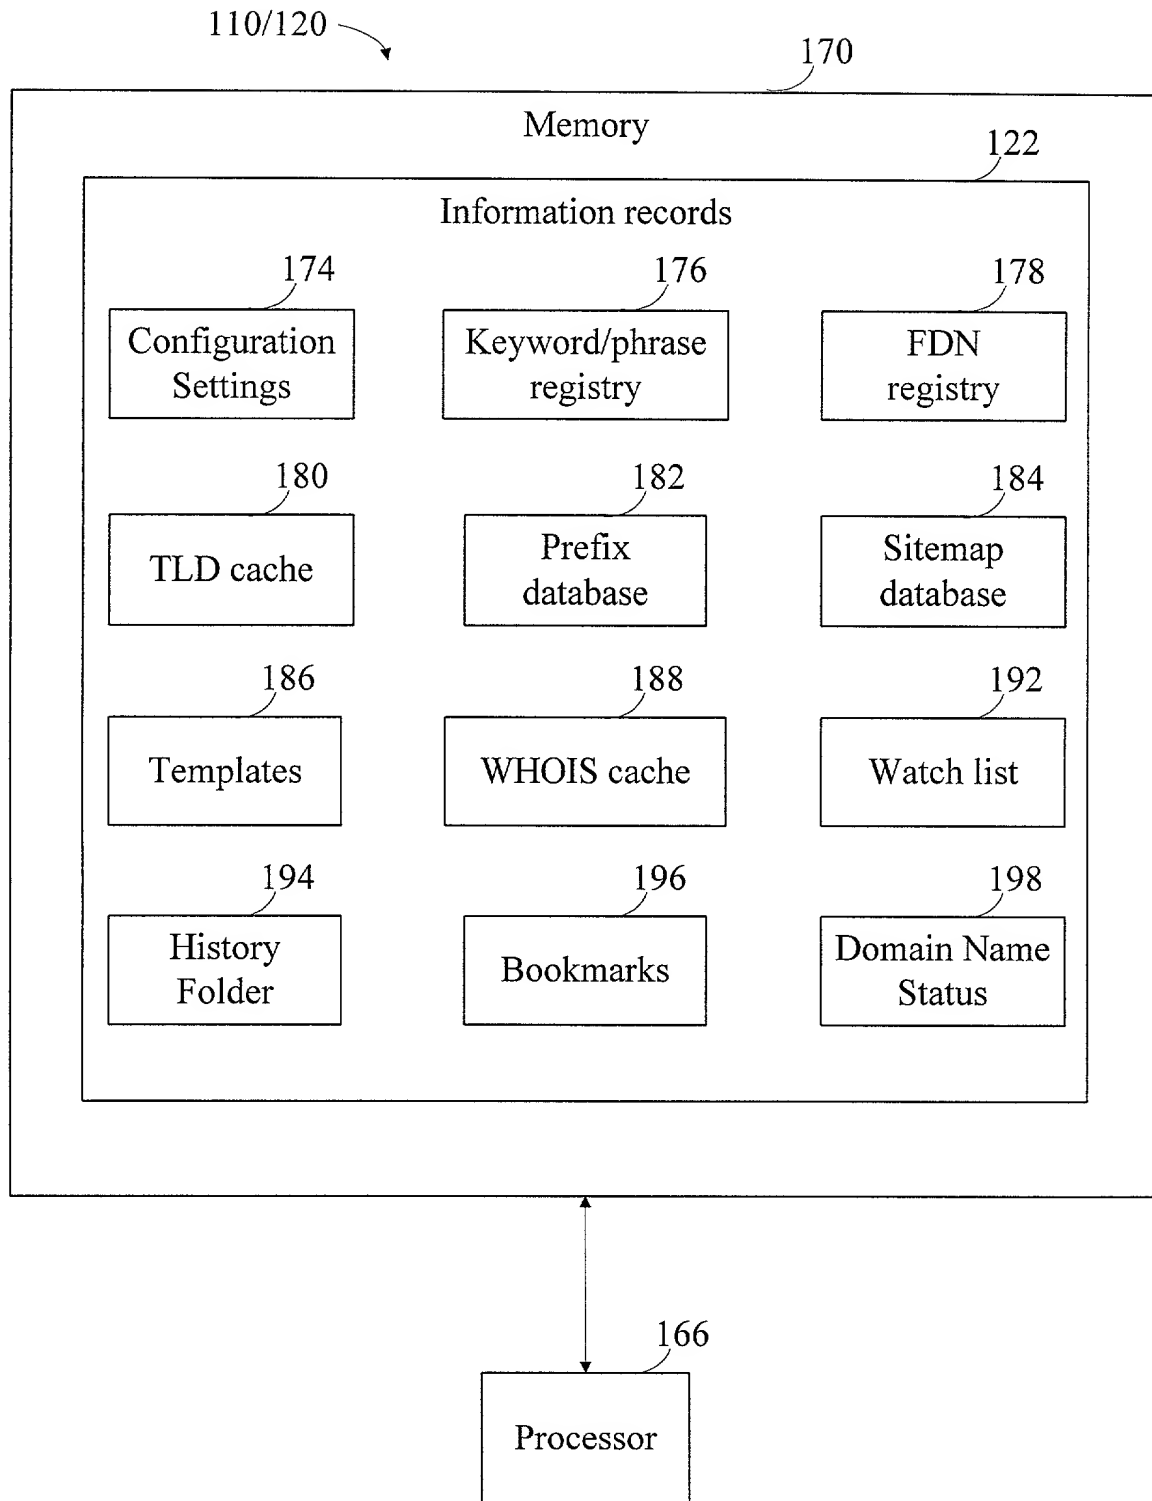 110/120
170
Memory
122
Information records
174
176
178
Configuration
Settings
Keyword/phrase
registry
FDN
registry
180
182
184
TLD cache
Prefix
database
Sitemap
database
186
188
192
Templates
WHOIS cache
Watch list
194
196
198
History
Folder
Bookmarks
Domain Name
Status
166
Processor